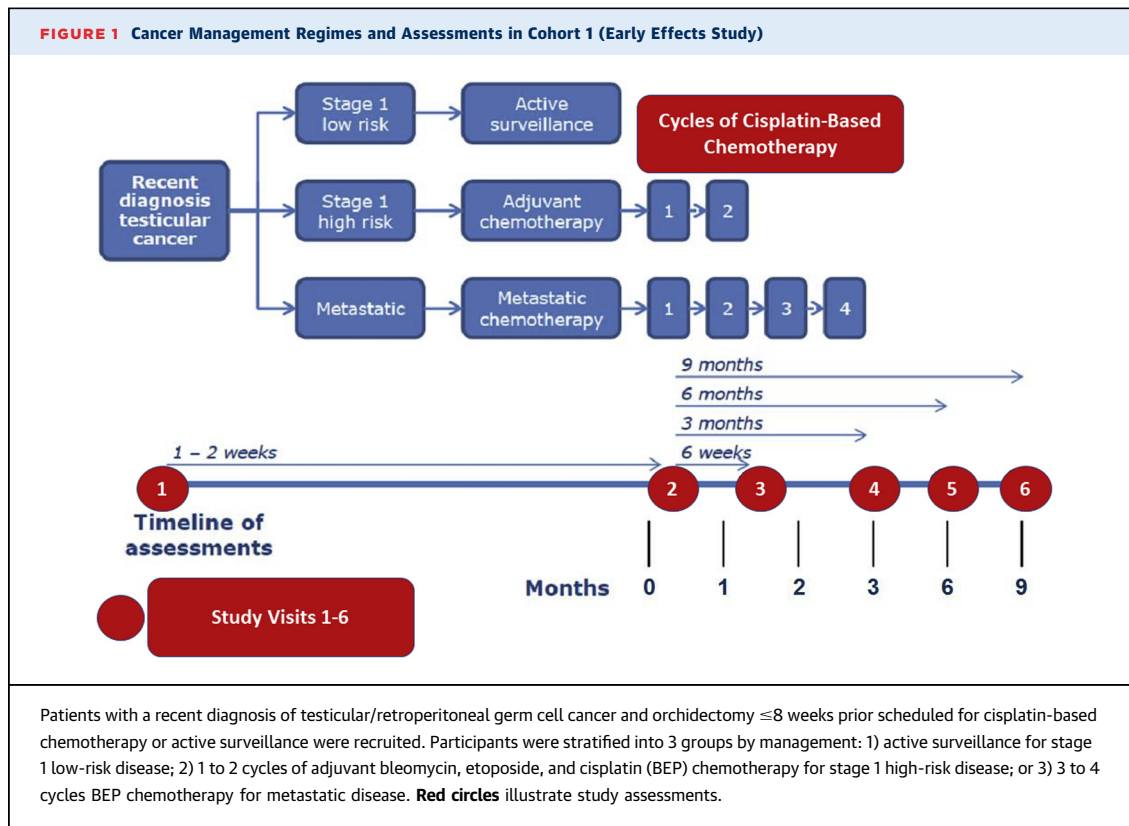 FIGURE 1 Cancer Management Regimes and Assessments in Cohort 1 (Early Effects Study)
Recent
diagnosis
testicular
cancer
Stage 1
low risk
Active
surveillance
Cycles of Cisplatin-Based
Chemotherapy
Stage 1
high risk
Adjuvant
chemotherapy
1
2
Metastatic
Metastatic
chemotherapy
1
2
3
4
9 months
6 months
3 months
1 – 2 weeks
6 weeks
1
2
3
4
5
6
Timeline of
assessments
Months
0
1
2
3
6
9
Study Visits 1-6
Patients with a recent diagnosis of testicular/retroperitoneal germ cell cancer and orchidectomy ≤8 weeks prior scheduled for cisplatin-based
chemotherapy or active surveillance were recruited. Participants were stratified into 3 groups by management: 1) active surveillance for stage
1 low-risk disease; 2) 1 to 2 cycles of adjuvant bleomycin, etoposide, and cisplatin (BEP) chemotherapy for stage 1 high-risk disease; or 3) 3 to 4
cycles BEP chemotherapy for metastatic disease. Red circles illustrate study assessments.